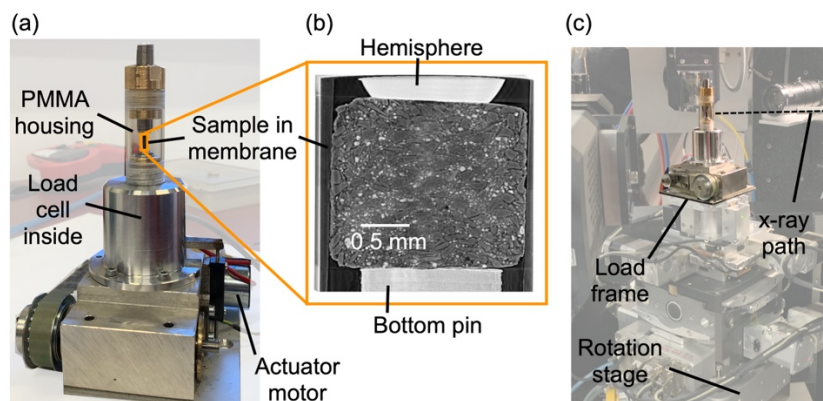 (a)
(b)
(c)
Hemisphere
PMMA
housing
Sample in
membrane
Load
cell
inside
0.5 mm
Bottom pin
Actuator
motor
x-ray
path
Load
frame
Rotation
stage